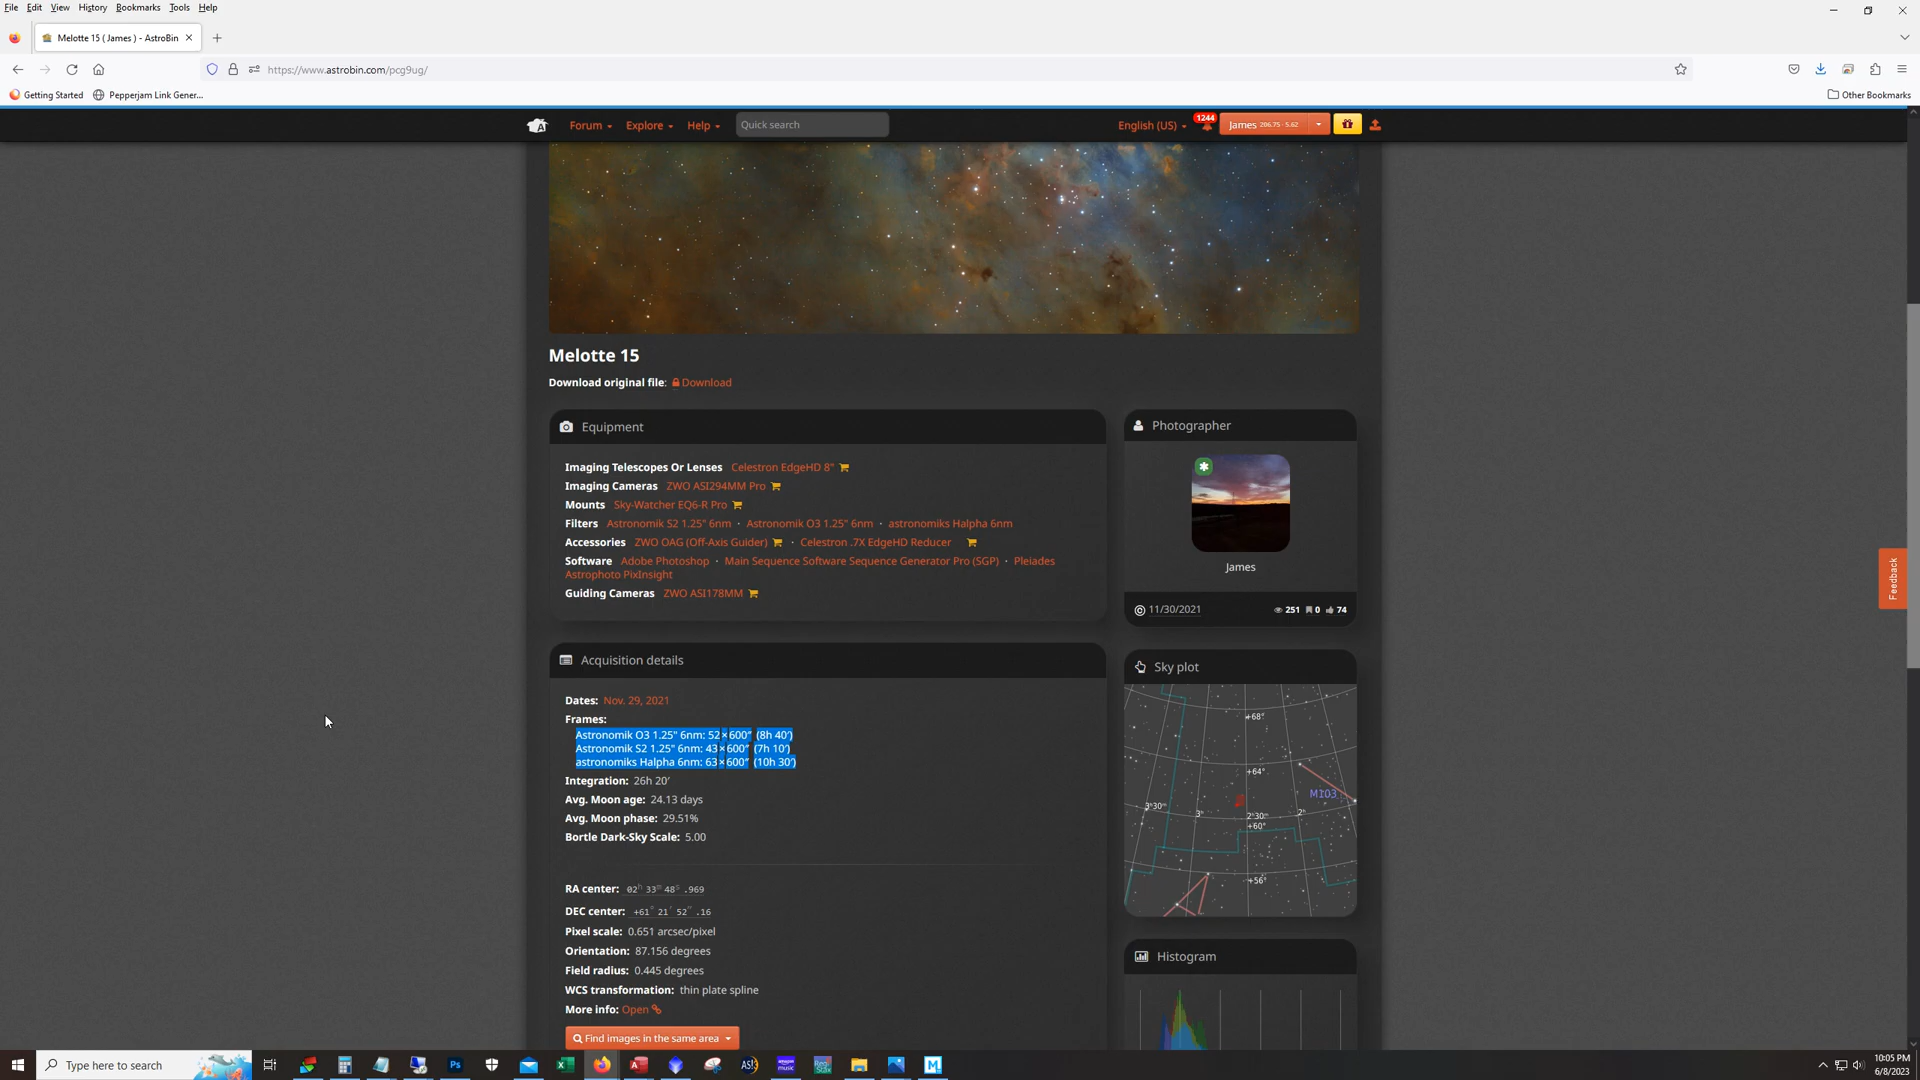 File Edit View History Bookmarks Tools Help
Melotte 15 ( James ) - AstroBin
https://www.astrobin.com/pcg9ug/
Getting Started Pepperjam Link Gener... Other Bookmarks
Forum Explore Help Quick search English (US) 1244 James 206.75 - 5.62
Melotte 15
Download original file: Download
Equipment
Imaging Telescopes Or Lenses Celestron EdgeHD 8"
Imaging Cameras ZWO ASI294MM Pro
Mounts Sky-Watcher EQ6-R Pro
Filters Astronomik S2 1.25" 6nm · Astronomik O3 1.25" 6nm · astronomiks Halpha 6nm
Accessories ZWO OAG (Off-Axis Guider) · Celestron .7X EdgeHD Reducer
Software Adobe Photoshop · Main Sequence Software Sequence Generator Pro (SGP) · Pleiades
Astrophoto PixInsight
Guiding Cameras ZWO ASI178MM
Photographer
James
11/30/2021 251 0 74
Feedback
Acquisition details
Dates: Nov. 29, 2021
Frames:
Astronomik O3 1.25" 6nm: 52×600″ (8h 40′)
Astronomik S2 1.25" 6nm: 43×600″ (7h 10′)
astronomiks Halpha 6nm: 63×600″ (10h 30′)
Integration: 26h 20′
Avg. Moon age: 24.13 days
Avg. Moon phase: 29.51%
Bortle Dark-Sky Scale: 5.00
RA center: 02h 33m 48s .969
DEC center: +61° 21′ 52″ .16
Pixel scale: 0.651 arcsec/pixel
Orientation: 87.156 degrees
Field radius: 0.445 degrees
WCS transformation: thin plate spline
More info: Open
Find images in the same area
Sky plot
+68°
+64°
M103
3h30m
3h
2h30m
2h
+60°
+56°
Histogram
Type here to search
10:05 PM
6/8/2023